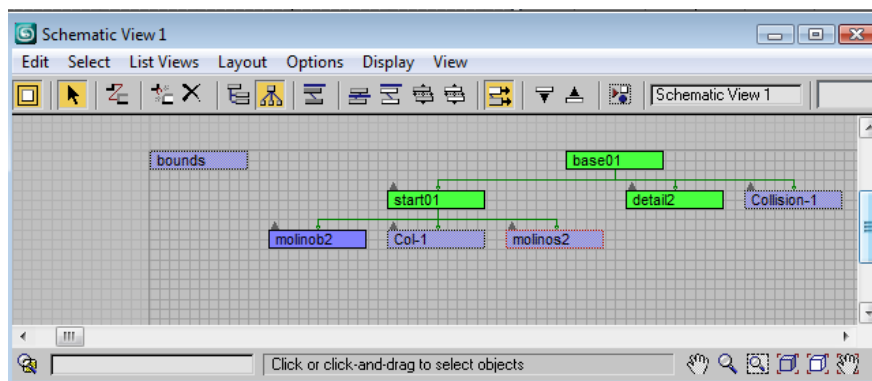 Schematic View 1
Edit Select List Views Layout Options Display View
Schematic View 1
bounds base01
start01 detail2 Collision-1
molinob2 Col-1 molinos2
Click or click-and-drag to select objects